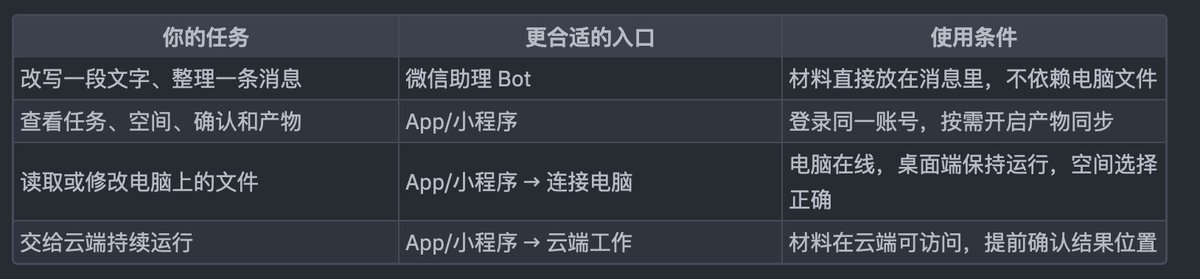 你的任务
更合适的入口
使用条件
改写一段文字、整理一条消息
微信助理 Bot
材料直接放在消息里，不依赖电脑文件
查看任务、空间、确认和产物
App/小程序
登录同一账号，按需开启产物同步
读取或修改电脑上的文件
App/小程序 → 连接电脑
电脑在线，桌面端保持运行，空间选择
正确
交给云端持续运行
App/小程序 → 云端工作
材料在云端可访问，提前确认结果位置